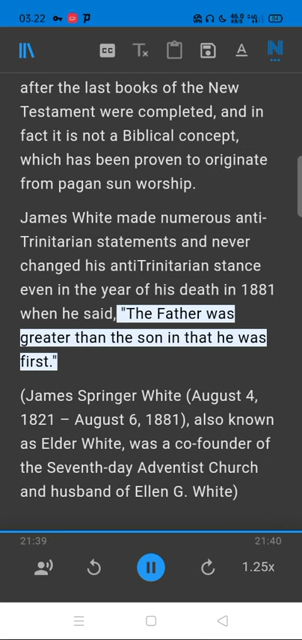 03.22
CC
after the last books of the New
Testament were completed, and in
fact it is not a Biblical concept,
which has been proven to originate
from pagan sun worship.
James White made numerous anti-
Trinitarian statements and never
changed his antiTrinitarian stance
even in the year of his death in 1881
when he said, "The Father was
greater than the son in that he was
first."
(James Springer White (August 4,
1821 – August 6, 1881), also known
as Elder White, was a co-founder of
the Seventh-day Adventist Church
and husband of Ellen G. White)
21:39
21:40
1.25x